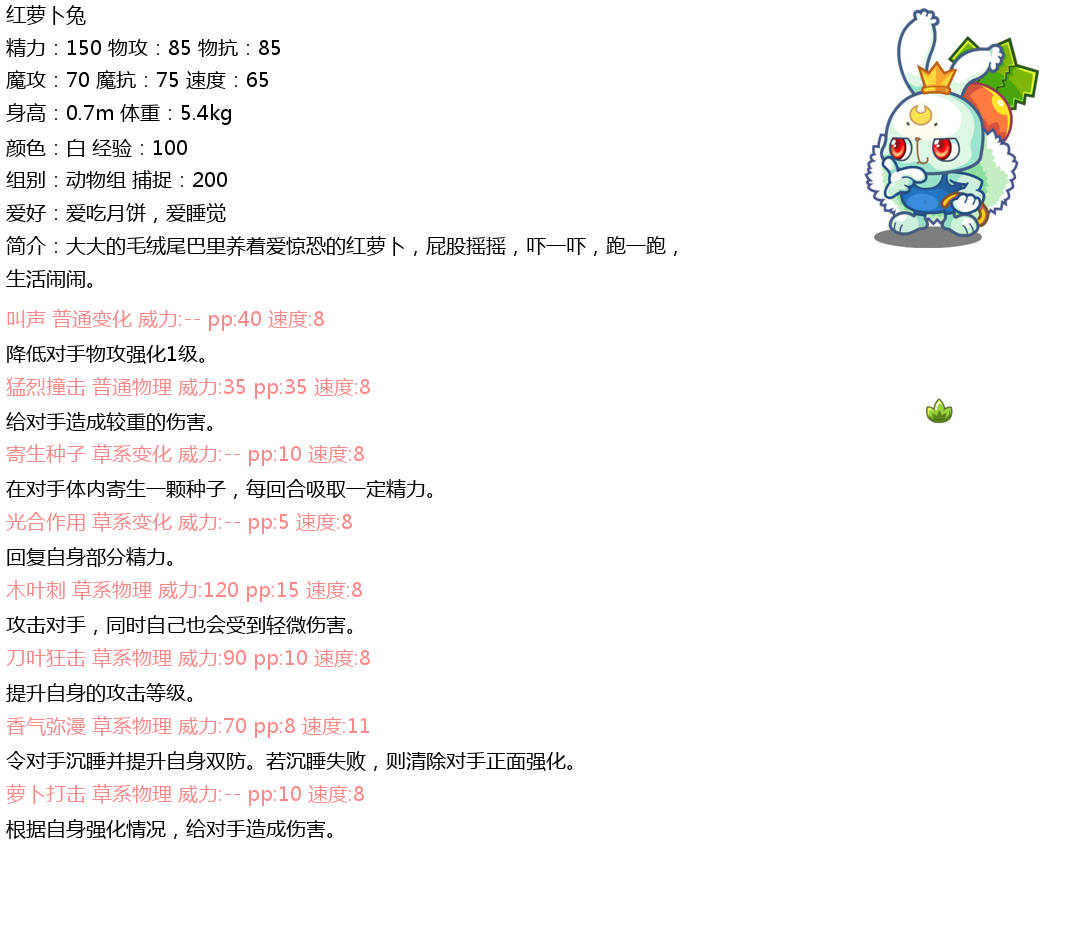 红萝卜兔
精力：150 物攻：85 物抗：85
魔攻：70 魔抗：75 速度：65
身高：0.7m 体重：5.4kg
颜色：白 经验：100
组别：动物组 捕捉：200
爱好：爱吃月饼，爱睡觉
简介：大大的毛绒尾巴里养着爱惊恐的红萝卜，屁股摇摇，吓一吓，跑一跑，
生活闹闹。
叫声 普通变化 威力:-- pp:40 速度:8
降低对手物攻强化1级。
猛烈撞击 普通物理 威力:35 pp:35 速度:8
给对手造成较重的伤害。
寄生种子 草系变化 威力:-- pp:10 速度:8
在对手体内寄生一颗种子，每回合吸取一定精力。
光合作用 草系变化 威力:-- pp:5 速度:8
回复自身部分精力。
木叶刺 草系物理 威力:120 pp:15 速度:8
攻击对手，同时自己也会受到轻微伤害。
刀叶狂击 草系物理 威力:90 pp:10 速度:8
提升自身的攻击等级。
香气弥漫 草系物理 威力:70 pp:8 速度:11
令对手沉睡并提升自身双防。若沉睡失败，则清除对手正面强化。
萝卜打击 草系物理 威力:-- pp:10 速度:8
根据自身强化情况，给对手造成伤害。